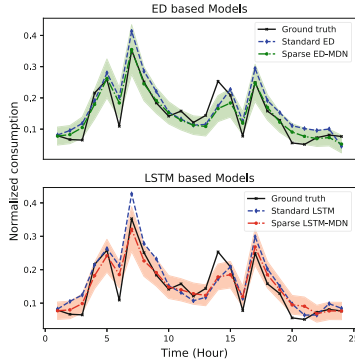 ED based Models
Ground truth
Standard ED
Sparse ED-MDN
0.4
0.3
0.2
0.1
Normalized consumption
LSTM based Models
Ground truth
Standard LSTM
Sparse LSTM-MDN
0.4
0.3
0.2
0.1
0 5 10 15 20 25
Time (Hour)